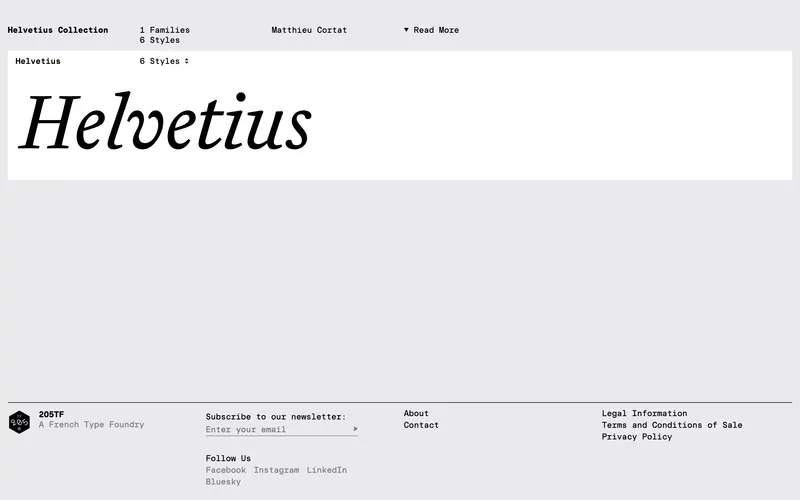 Helvetius Collection
1 Families
6 Styles
Matthieu Cortat
▼ Read More
Helvetius
6 Styles
Helvetius
205TF
A French Type Foundry
Subscribe to our newsletter:
Enter your email
Follow Us
Facebook Instagram LinkedIn
Bluesky
About
Contact
Legal Information
Terms and Conditions of Sale
Privacy Policy